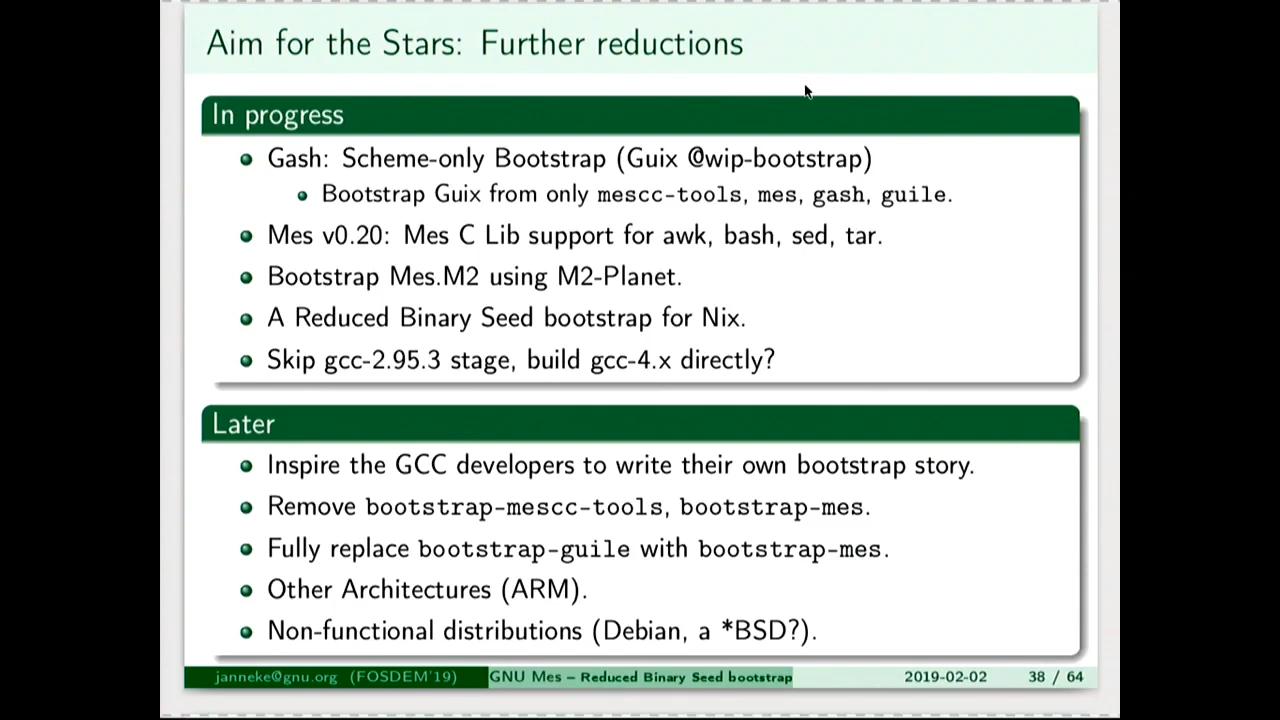 Aim for the Stars: Further reductions
In progress
Gash: Scheme-only Bootstrap (Guix @wip-bootstrap)
Bootstrap Guix from only mescc-tools, mes, gash, guile.
Mes v0.20: Mes C Lib support for awk, bash, sed, tar.
Bootstrap Mes.M2 using M2-Planet.
A Reduced Binary Seed bootstrap for Nix.
Skip gcc-2.95.3 stage, build gcc-4.x directly?
Later
Inspire the GCC developers to write their own bootstrap story.
Remove bootstrap-mescc-tools, bootstrap-mes.
Fully replace bootstrap-guile with bootstrap-mes.
Other Architectures (ARM).
Non-functional distributions (Debian, a *BSD?).
janneke@gnu.org (FOSDEM'19) GNU Mes – Reduced Binary Seed bootstrap 2019-02-02 38 / 64